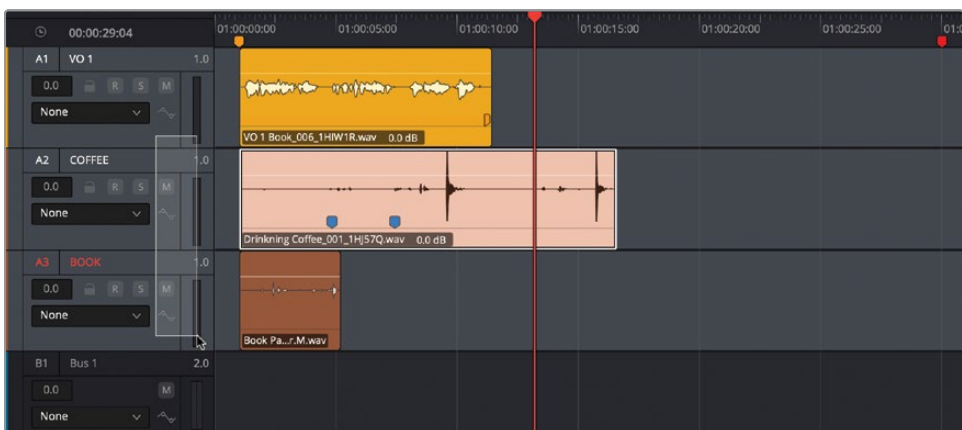 00:00:29:04
01:00:00:00 01:00:05:00 01:00:10:00 01:00:15:00 01:00:20:00 01:00:25:00 01:0
A1 VO 1 1.0
0.0 R S M
None
VO 1 Book_006_1HIW1R.wav 0.0 dB
A2 COFFEE 1.0
0.0 R S M
None
Drinkning Coffee_001_1HJ57Q.wav 0.0 dB
A3 BOOK 1.0
0.0 R S M
None
Book Pa...r.M.wav
B1 Bus 1 2.0
0.0 M
None